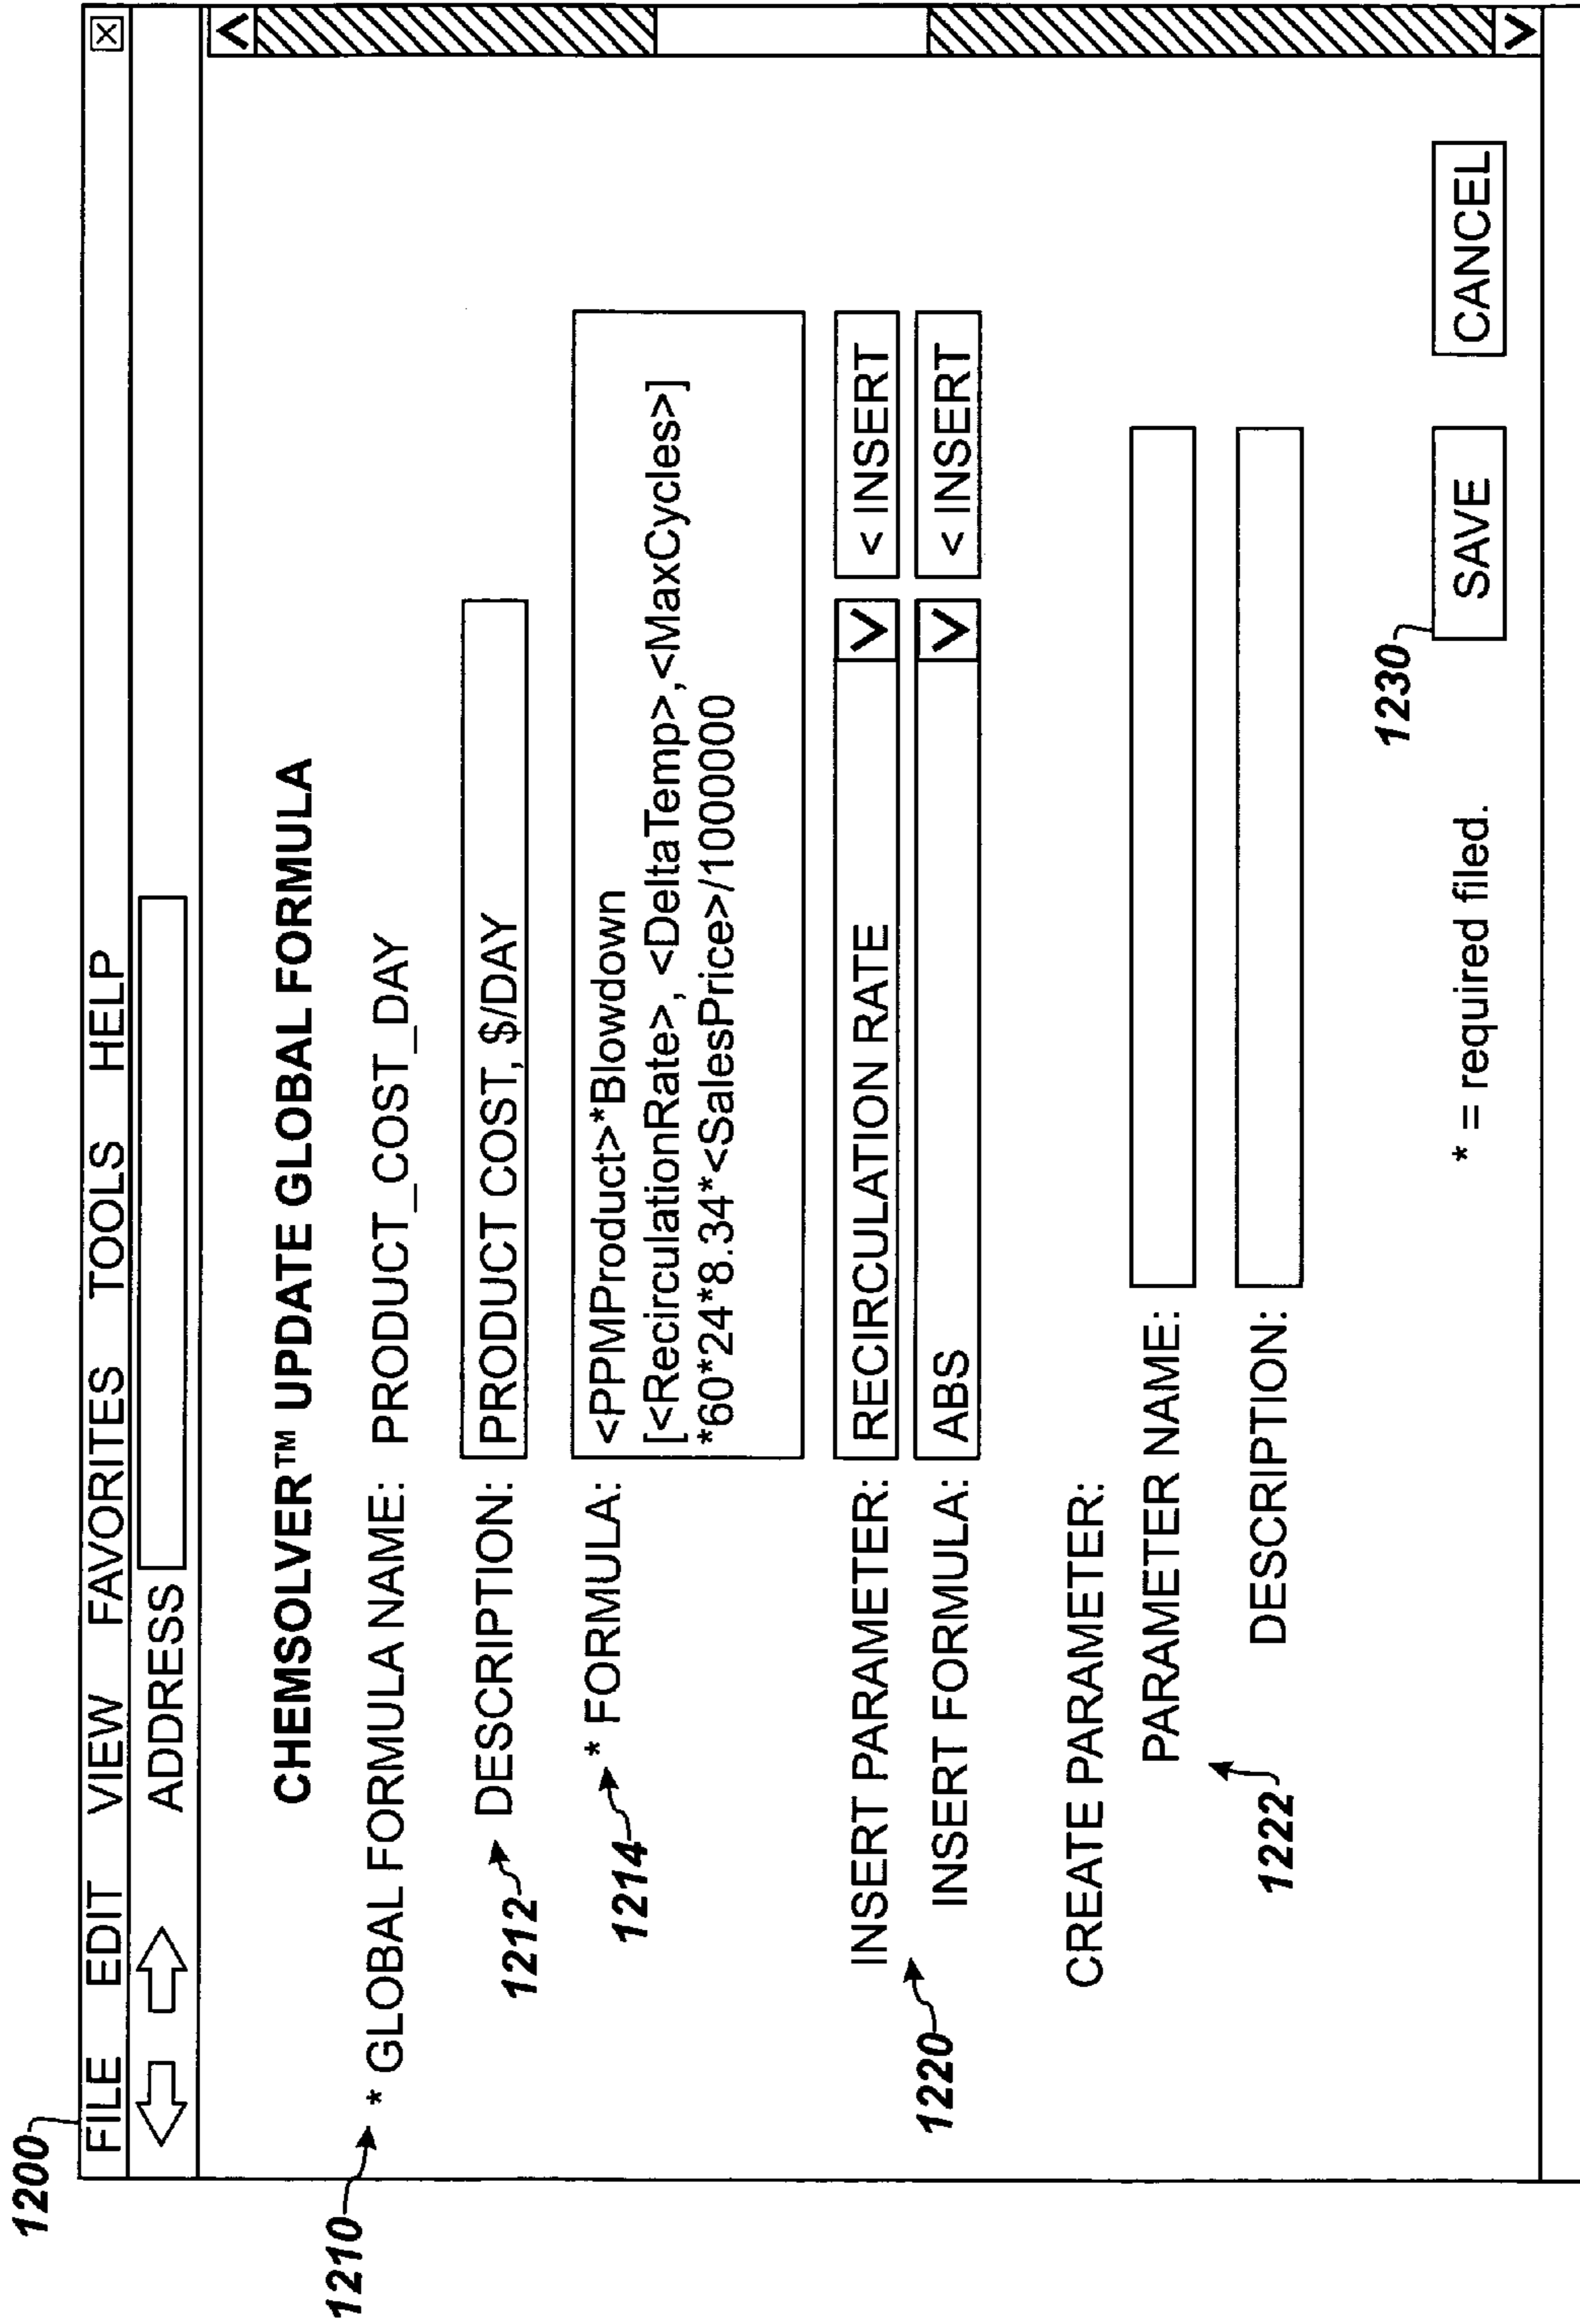 1200
FILE EDIT VIEW FAVORITES TOOLS HELP X
ADDRESS
CHEMSOLVER™ UPDATE GLOBAL FORMULA
1210 * GLOBAL FORMULA NAME: PRODUCT_COST_DAY
1212 DESCRIPTION: PRODUCT COST, $/DAY
1214 * FORMULA: <PPMProduct>*Blowdown
[<RecirculationRate>, <DeltaTemp>,<MaxCycles>]
*60*24*8.34*<SalesPrice>/1000000
1220
INSERT PARAMETER: RECIRCULATION RATE V < INSERT
INSERT FORMULA: ABS V < INSERT
CREATE PARAMETER:
PARAMETER NAME:
1222
DESCRIPTION:
1230
* = required filed. SAVE CANCEL